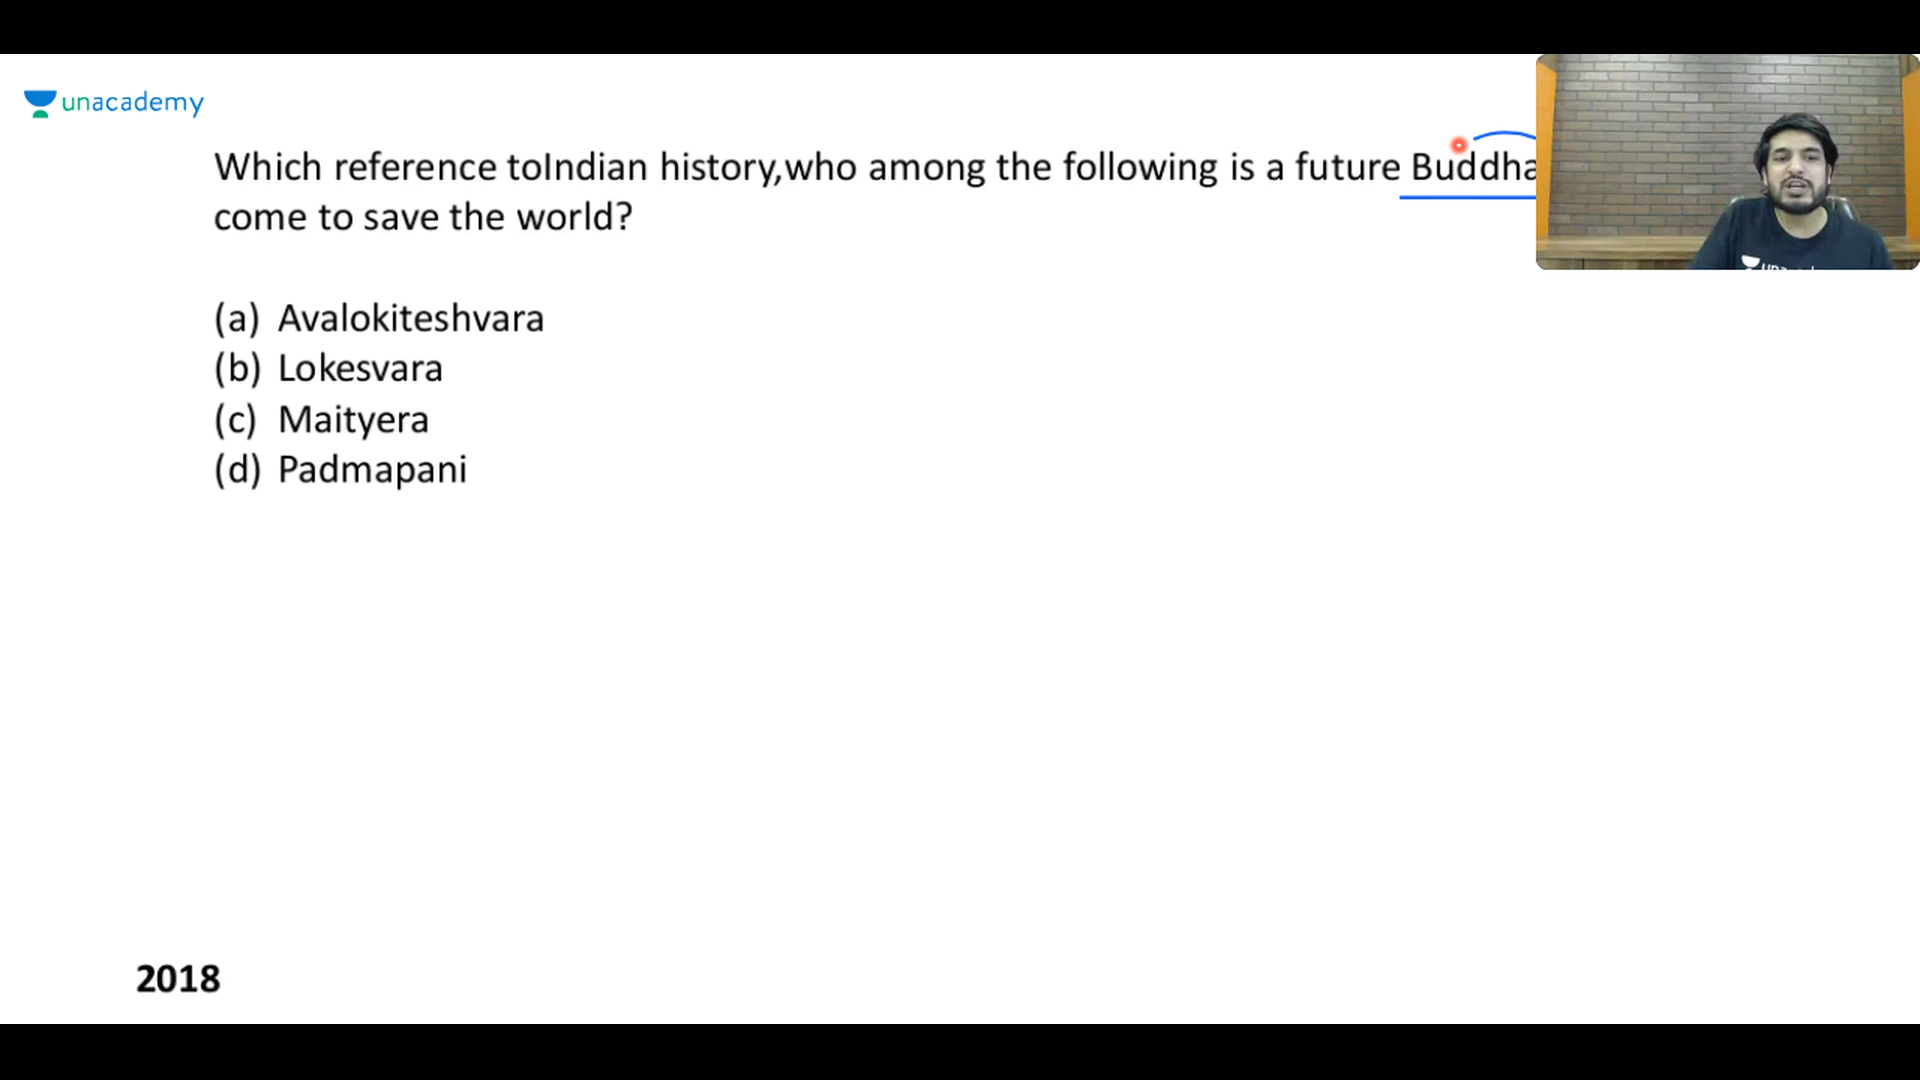 unacademy
Which reference toIndian history,who among the following is a future Buddha
come to save the world?
(a) Avalokiteshvara
(b) Lokesvara
(c) Maityera
(d) Padmapani
2018